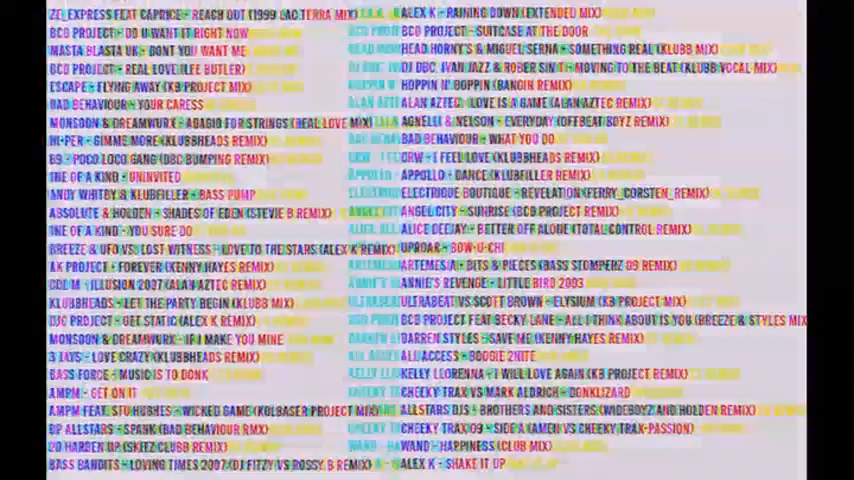 ZE_EXPRESS FEAT CAPRICE - REACH OUT (1999 LAC TERRA MIX)
BCD PROJECT - DO U WANT IT RIGHT NOW
MASTA BLASTA UK - DONT YOU WANT ME
BCD PROJECT - REAL LOVE (LEE BUTLER)
ESCAPE - FLYING AWAY (KB PROJECT MIX)
BAD BEHAVIOUR - YOUR CARESS
MONSOON & DREAMWURX - ADAGIO FOR STRINGS (REAL LOVE MIX)
HI-PER - GIMME MORE (KLUBBHEADS REMIX)
69 - POCO LOCO GANG (DBC BUMPING REMIX)
1NE OF A KIND - UNINVITED
ANDY WHITBY & KLUBFILLER - BASS PUMP
ABSOLUTE & HOLDEN - SHADES OF EDEN (STEVIE B REMIX)
1NE OF A KIND - YOU SURE DO
BREEZE & UFO VS LOST WITNESS - LOVE TO THE STARS (ALEX K REMIX)
AK PROJECT - FOREVER (KENNY HAYES REMIX)
CDL M - ILLUSION 2007 (ALAN AZTEC REMIX)
KLUBBHEADS - LET THE PARTY BEGIN (KLUBB MIX)
DJC PROJECT - GET STATIC (ALEX K REMIX)
MONSOON & DREAMWURX - IF I MAKE YOU MINE
3 JAYS - LOVE CRAZY (KLUBBHEADS REMIX)
BASS FORCE - MUSIC IS TO DONK
AMPM - GET ON IT
AMPM FEAT. STU HUGHES - WICKED GAME (KOLBASER PROJECT MIX)
DP ALLSTARS - SPANK (BAD BEHAVIOUR RMX)
2D HARDEN UP (SKITZ CLUBB REMIX)
BASS BANDITS - LOVING TIMES 2007 (DJ FITZY VS ROSSY B REMIX)
ALEX K - RAINING DOWN (EXTENDED MIX)
BCD PROJECT - SUITCASE AT THE DOOR
HEAD HORNY'S & MIGUEL SERNA - SOMETHING REAL (KLUBB MIX)
DJ DBC, IVAN JAZZ & ROBER SIN T - MOVING TO THE BEAT (KLUBB VOCAL MIX)
HOPPIN N' BOPPIN (BANGIN REMIX)
ALAN AZTEC - LOVE IS A GAME (ALAN AZTEC REMIX)
AGNELLI & NELSON - EVERYDAY (OFFBEAT BOYZ REMIX)
BAD BEHAVIOUR - WHAT YOU DO
CRW - I FEEL LOVE (KLUBBHEADS REMIX)
APPOLLO - DANCE (KLUBFILLER REMIX)
ELECTRIQUE BOUTIQUE - REVELATION (FERRY_CORSTEN_REMIX)
ANGEL CITY - SUNRISE (BCD PROJECT REMIX)
ALICE DEEJAY - BETTER OFF ALONE (TOTAL CONTROL REMIX)
UPROAR - BOW-U-CHI
ARTEMESIA - BITS & PIECES (BASS STOMPERZ 09 REMIX)
ANNIE'S REVENGE - LITTLE BIRD 2003
ULTRABEAT VS SCOTT BROWN - ELYSIUM (KB PROJECT MIX)
BCD PROJECT FEAT BECKY LANE - ALL I THINK ABOUT IS YOU (BREEZE & STYLES MIX
DARREN STYLES - SAVE ME (KENNY HAYES REMIX)
ALL ACCESS - BOOGIE 2NITE
KELLY LLORENNA - I WILL LOVE AGAIN (KB PROJECT REMIX)
CHEEKY TRAX VS MARK ALDRICH - DONKLIZARD
ALLSTARS DJS - BROTHERS AND SISTERS (WIDEBOYZ AND HOLDEN REMIX)
CHEEKY TRAX 09 - SIDE A (AMEN VS CHEEKY TRAX-PASSION)
WAND - HAPPINESS (CLUB MIX)
ALEX K - SHAKE IT UP